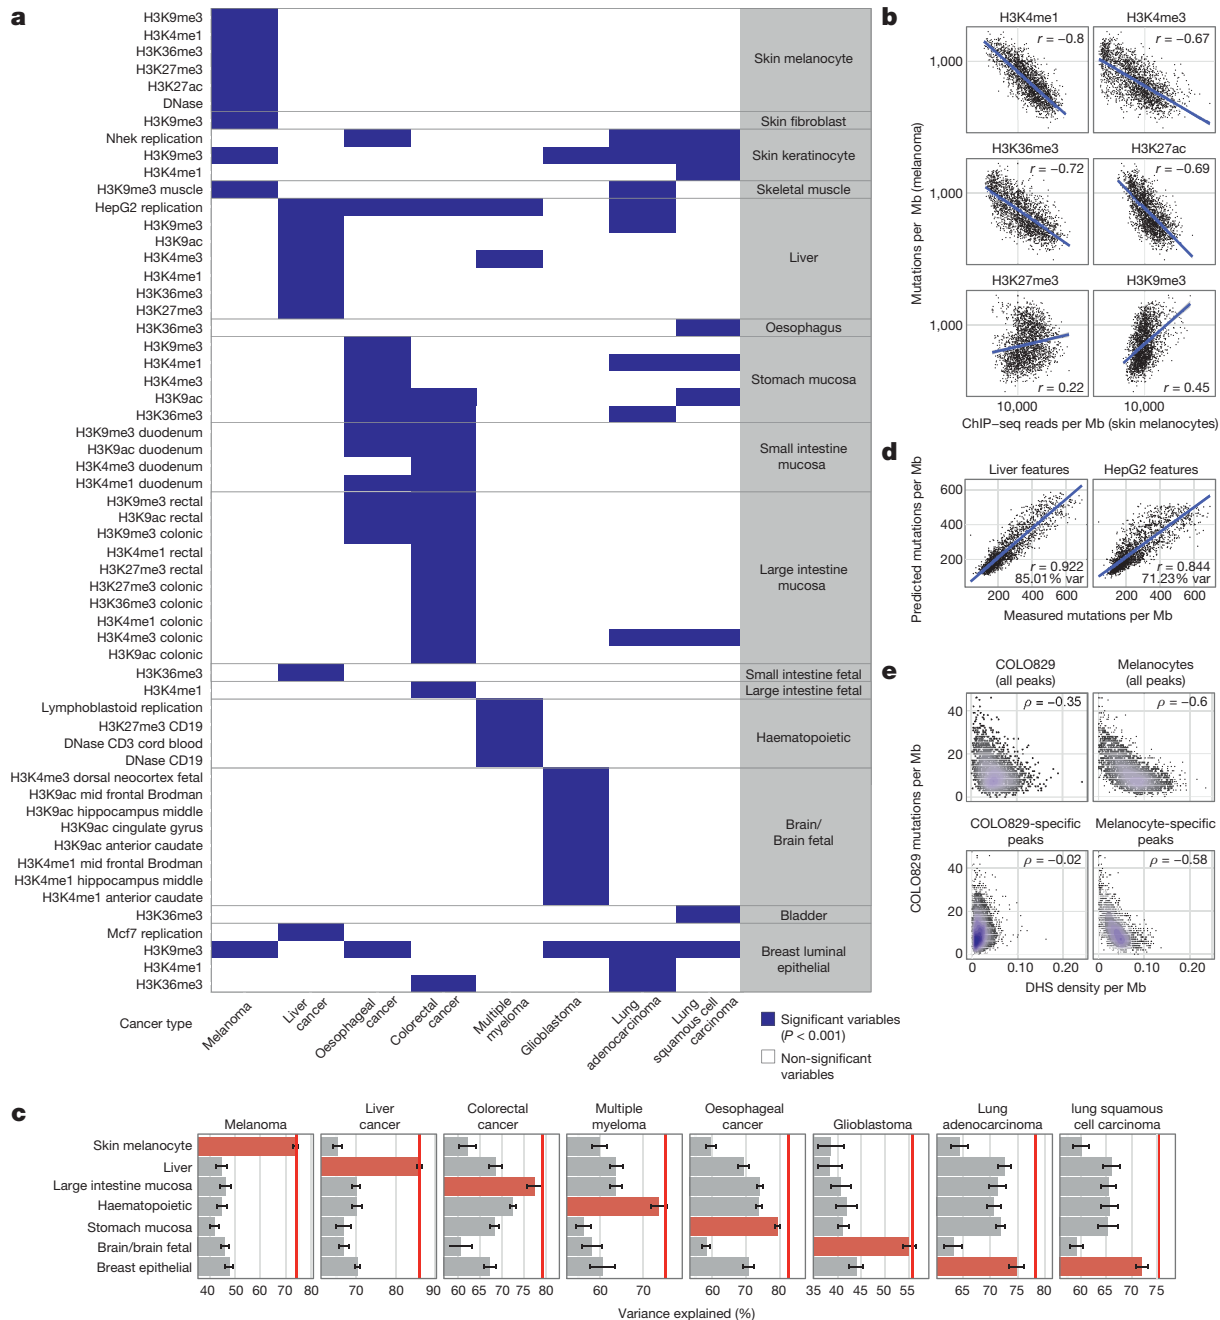 a
H3K9me3
H3K4me1
H3K36me3
H3K27me3
H3K27ac
DNase
Skin melanocyte
H3K9me3
Skin fibroblast
Nhek replication
H3K9me3
H3K4me1
Skin keratinocyte
H3K9me3 muscle
Skeletal muscle
HepG2 replication
H3K9me3
H3K9ac
H3K4me3
H3K4me1
H3K36me3
H3K27me3
Liver
H3K36me3
Oesophagus
H3K9me3
H3K4me1
H3K4me3
H3K9ac
H3K36me3
Stomach mucosa
H3K9me3 duodenum
H3K9ac duodenum
H3K4me3 duodenum
H3K4me1 duodenum
Small intestine
mucosa
H3K9me3 rectal
H3K9ac rectal
H3K9me3 colonic
H3K4me1 rectal
H3K27me3 rectal
H3K27me3 colonic
H3K36me3 colonic
H3K4me1 colonic
H3K4me3 colonic
H3K9ac colonic
Large intestine
mucosa
H3K36me3
Small intestine fetal
H3K4me1
Large intestine fetal
Lymphoblastoid replication
H3K27me3 CD19
DNase CD3 cord blood
DNase CD19
Haematopoietic
H3K4me3 dorsal neocortex fetal
H3K9ac mid frontal Brodman
H3K9ac hippocampus middle
H3K9ac cingulate gyrus
H3K9ac anterior caudate
H3K4me1 mid frontal Brodman
H3K4me1 hippocampus middle
H3K4me1 anterior caudate
Brain/
Brain fetal
H3K36me3
Bladder
Mcf7 replication
H3K9me3
H3K4me1
H3K36me3
Breast luminal
epithelial
Cancer type
Melanoma
Liver
cancer
Oesophageal
cancer
Colorectal
cancer
Multiple
myeloma
Glioblastoma
Lung
adenocarcinoma
Lung
squamous cell
carcinoma
Significant variables
(P < 0.001)
Non-significant
variables
b
H3K4me1
r = −0.8
H3K4me3
r = −0.67
1,000
H3K36me3
r = −0.72
H3K27ac
r = −0.69
1,000
H3K27me3
r = 0.22
H3K9me3
r = 0.45
1,000
10,000
10,000
Mutations per Mb (melanoma)
ChIP−seq reads per Mb (skin melanocytes)
d
Liver features
HepG2 features
600
400
200
r = 0.922
85.01% var
r = 0.844
71.23% var
200 400 600
200 400 600
Predicted mutations per Mb
Measured mutations per Mb
e
COLO829
(all peaks)
ρ = −0.35
Melanocytes
(all peaks)
ρ = −0.6
40
20
0
COLO829-specific
peaks
ρ = −0.02
Melanocyte-specific
peaks
ρ = −0.58
40
20
0
0 0.10 0.20
0 0.10 0.20
COLO829 mutations per Mb
DHS density per Mb
c
Melanoma
Liver
cancer
Colorectal
cancer
Multiple
myeloma
Oesophageal
cancer
Glioblastoma
Lung
adenocarcinoma
lung squamous
cell carcinoma
Skin melanocyte
Liver
Large intestine mucosa
Haematopoietic
Stomach mucosa
Brain/brain fetal
Breast epithelial
40 50 60 70 80
70 80 90
60 65 70 75 80
60 70
60 70 80
35 40 45 50 55
65 70 75 80
60 65 70 75
Variance explained (%)